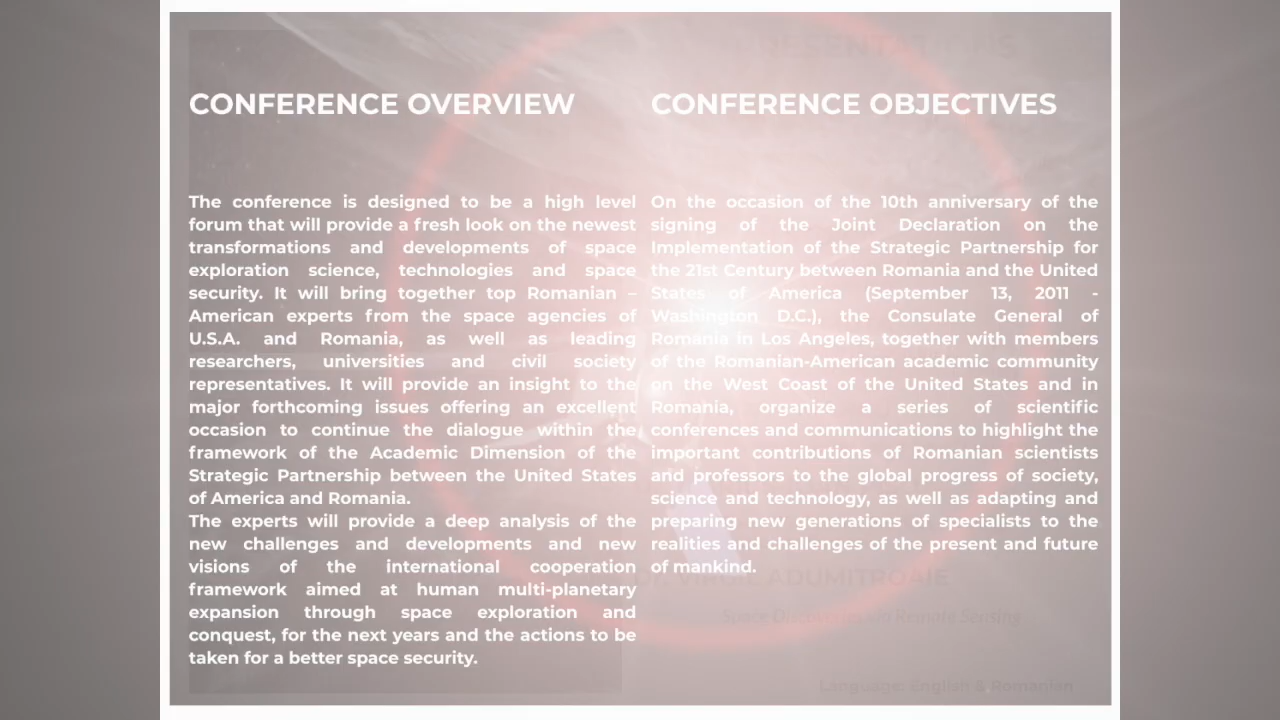 CONFERENCE OVERVIEW
The conference is designed to be a high level
forum that will provide a fresh look on the newest
transformations and developments of space
exploration science, technologies and space
security. It will bring together top Romanian –
American experts from the space agencies of
U.S.A. and Romania, as well as leading
researchers, universities and civil society
representatives. It will provide an insight to the
major forthcoming issues offering an excellent
occasion to continue the dialogue within the
framework of the Academic Dimension of the
Strategic Partnership between the United States
of America and Romania.
The experts will provide a deep analysis of the
new challenges and developments and new
visions of the international cooperation
framework aimed at human multi-planetary
expansion through space exploration and
conquest, for the next years and the actions to be
taken for a better space security.
CONFERENCE OBJECTIVES
On the occasion of the 10th anniversary of the
signing of the Joint Declaration on the
Implementation of the Strategic Partnership for
the 21st Century between Romania and the United
States of America (September 13, 2011 -
Washington D.C.), the Consulate General of
Romania in Los Angeles, together with members
of the Romanian-American academic community
on the West Coast of the United States and in
Romania, organize a series of scientific
conferences and communications to highlight the
important contributions of Romanian scientists
and professors to the global progress of society,
science and technology, as well as adapting and
preparing new generations of specialists to the
realities and challenges of the present and future
of mankind.
VIRGIL ADUMITROAIE
Space Discoveries via Remote Sensing
Language: English & Romanian